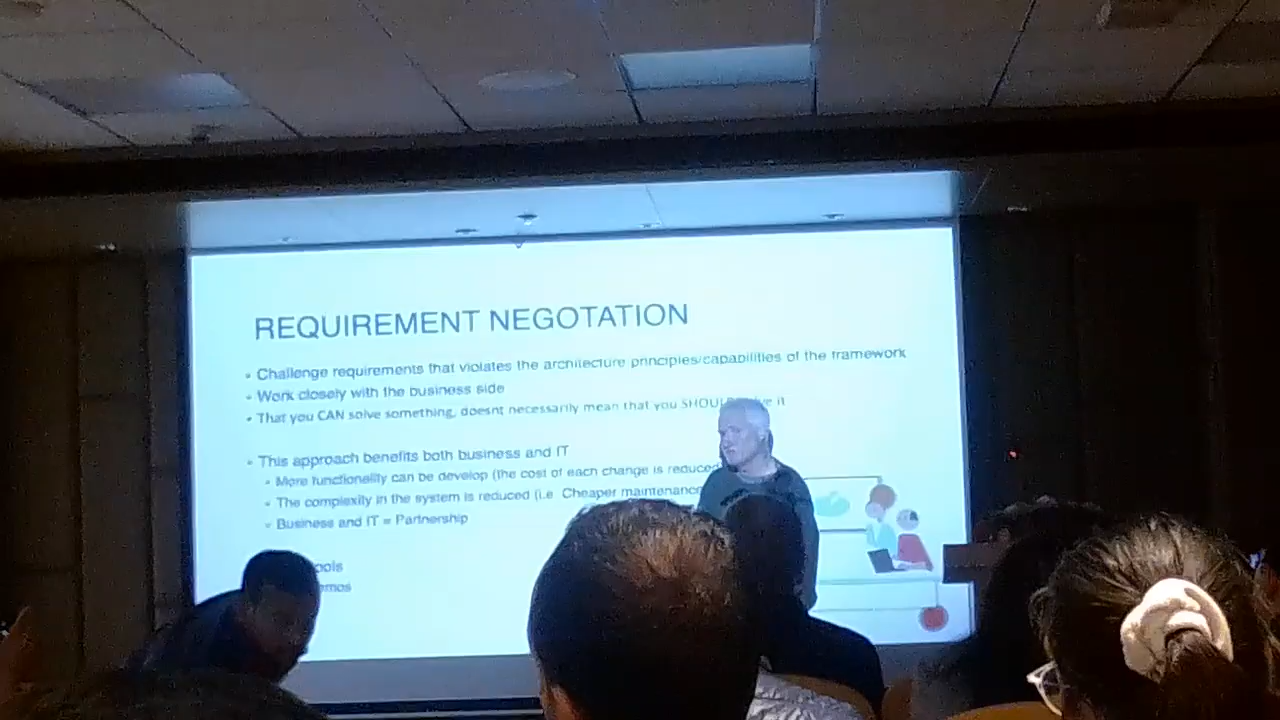 REQUIREMENT NEGOTATION
• Challenge requirements that violates the architecture principles/capabilities of the framework
• Work closely with the business side
• That you CAN solve something, doesnt necessarily mean that you it
• This approach benefits both business and IT
• More functionality can be develop (the cost of each change is reduced
• The complexity in the system is reduced (i.e. Cheaper maintenance
• Business and IT = Partnership